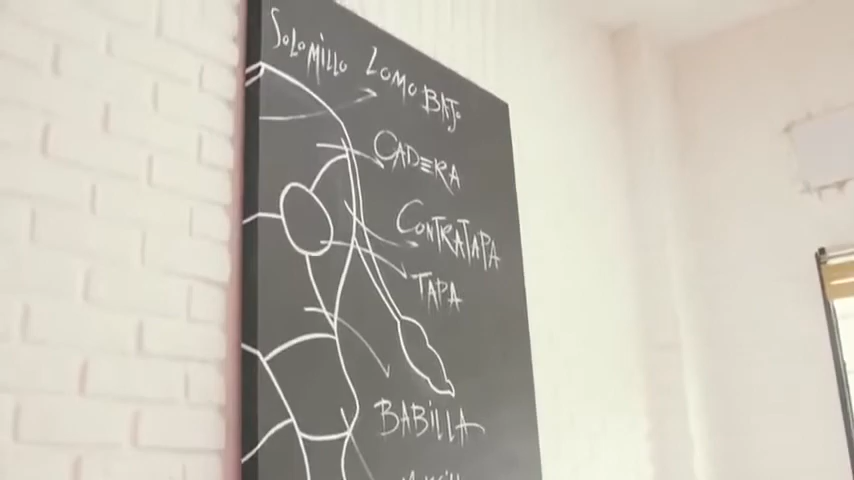 SOLOMILLO
LOMO BAJO
CADERA
CONTRATAPA
TAPA
BABILLA